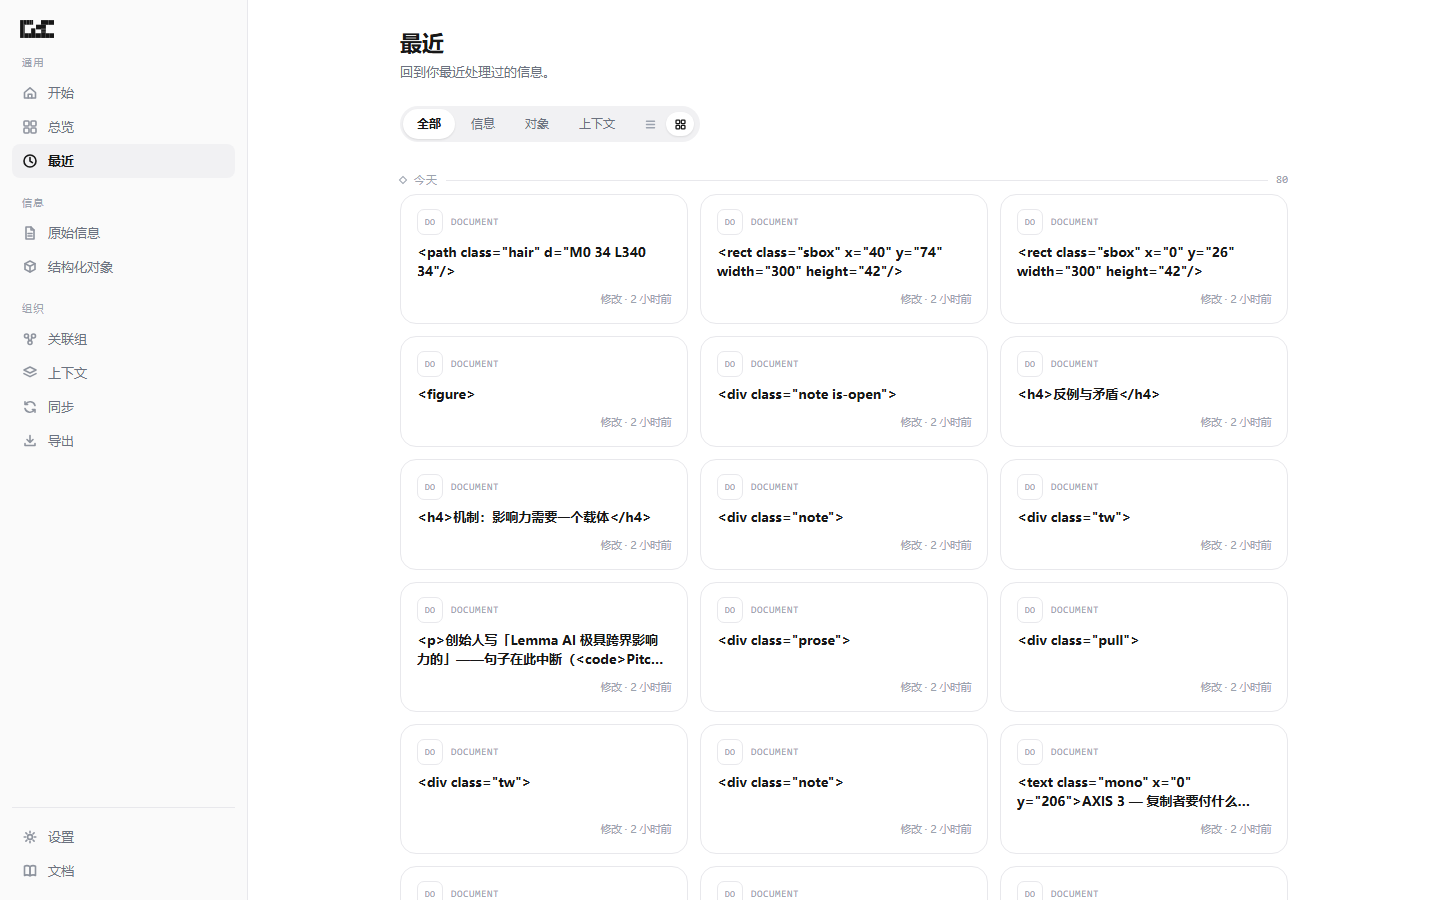 通用
开始
总览
最近
信息
原始信息
结构化对象
组织
关联组
上下文
同步
导出
设置
文档
最近
回到你最近处理过的信息。
全部
信息
对象
上下文
今天
80
DO DOCUMENT
<path class="hair" d="M0 34 L340
34"/>
修改 · 2 小时前
DO DOCUMENT
<rect class="sbox" x="40" y="74"
width="300" height="42"/>
修改 · 2 小时前
DO DOCUMENT
<rect class="sbox" x="0" y="26"
width="300" height="42"/>
修改 · 2 小时前
DO DOCUMENT
<figure>
修改 · 2 小时前
DO DOCUMENT
<div class="note is-open">
修改 · 2 小时前
DO DOCUMENT
<h4>反例与矛盾</h4>
修改 · 2 小时前
DO DOCUMENT
<h4>机制：影响力需要一个载体</h4>
修改 · 2 小时前
DO DOCUMENT
<div class="note">
修改 · 2 小时前
DO DOCUMENT
<div class="tw">
修改 · 2 小时前
DO DOCUMENT
<p>创始人写「Lemma AI 极具跨界影响
力的」——句子在此中断（<code>Pitc...
修改 · 2 小时前
DO DOCUMENT
<div class="prose">
修改 · 2 小时前
DO DOCUMENT
<div class="pull">
修改 · 2 小时前
DO DOCUMENT
<div class="tw">
修改 · 2 小时前
DO DOCUMENT
<div class="note">
修改 · 2 小时前
DO DOCUMENT
<text class="mono" x="0"
y="206">AXIS 3 — 复制者要付什么...
修改 · 2 小时前
DO DOCUMENT
DO DOCUMENT
DO DOCUMENT